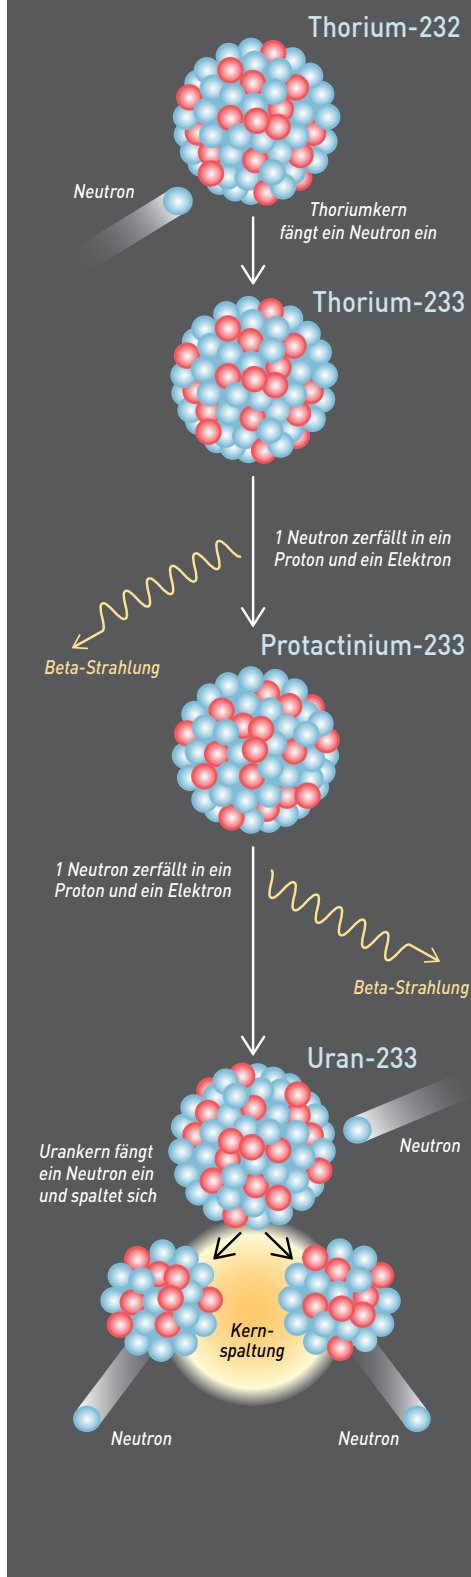 Thorium-232
Neutron
Thoriumkern
fängt ein Neutron ein
Thorium-233
1 Neutron zerfällt in ein
Proton und ein Elektron
Beta-Strahlung
Protactinium-233
1 Neutron zerfällt in ein
Proton und ein Elektron
Beta-Strahlung
Uran-233
Neutron
Urankern fängt
ein Neutron ein
und spaltet sich
Kern-
spaltung
Neutron
Neutron